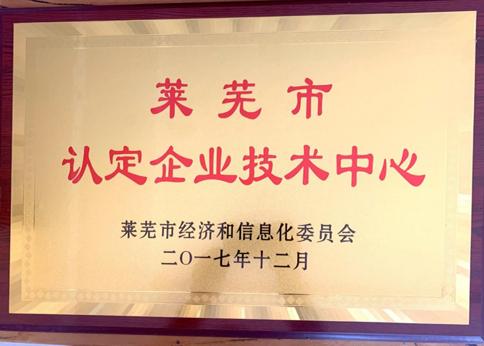 莱芜市
认定企业技术中心
莱芜市经济和信息化委员会
二〇一七年十二月